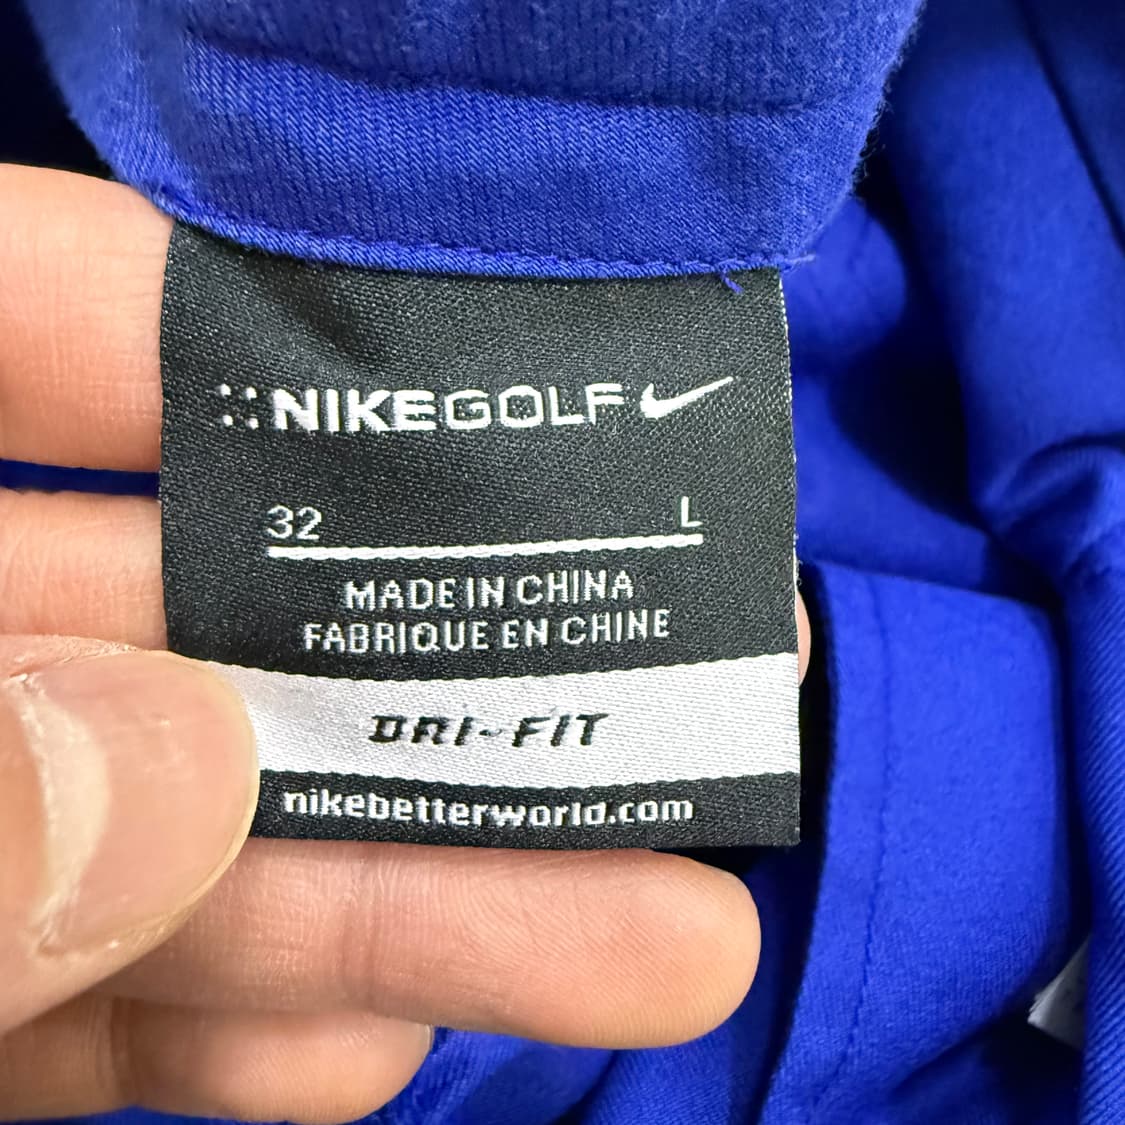 NIKEGOLF
32 L
MADE IN CHINA
FABRIQUE EN CHINE
DRI-FIT
nikebetterworld.com